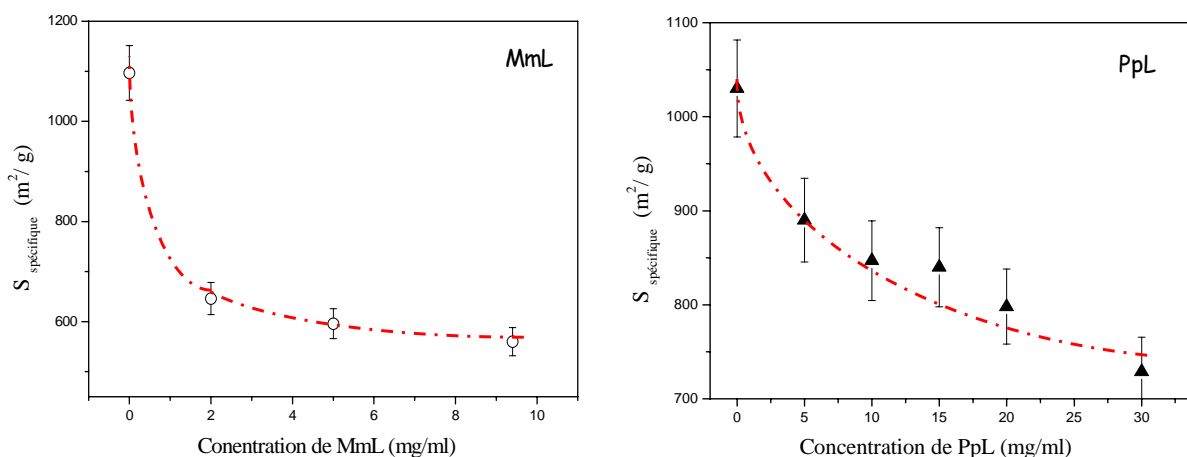 MmL
1200
1000
800
600
S spécifique (m²/ g)
0 2 4 6 8 10
Conentration de MmL (mg/ml)
PpL
1100
1000
900
800
700
S spécifique (m²/ g)
0 5 10 15 20 25 30
Concentration de PpL (mg/ml)